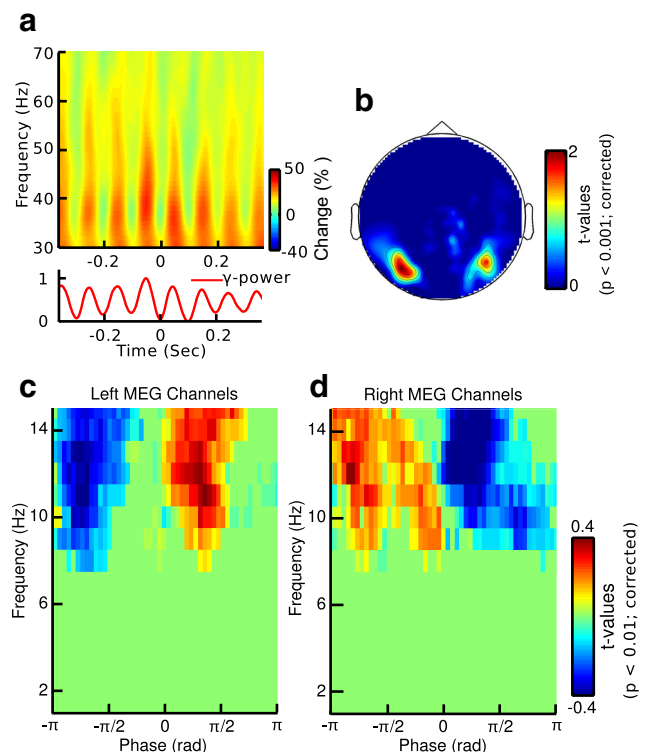 a
70
60
50
40
30
Frequency (Hz)
-0.2
0
0.2
50
0
-40
Change (%)
γ-power
1
0
-0.2
0
0.2
Time (Sec)
b
2
0
t-values
(p < 0.001; corrected)
c
Left MEG Channels
14
10
6
2
Frequency (Hz)
-π
-π/2
0
π/2
π
Phase (rad)
d
Right MEG Channels
14
10
6
2
Frequency (Hz)
-π
-π/2
0
π/2
π
Phase (rad)
0.4
-0.4
t-values
(p < 0.01; corrected)